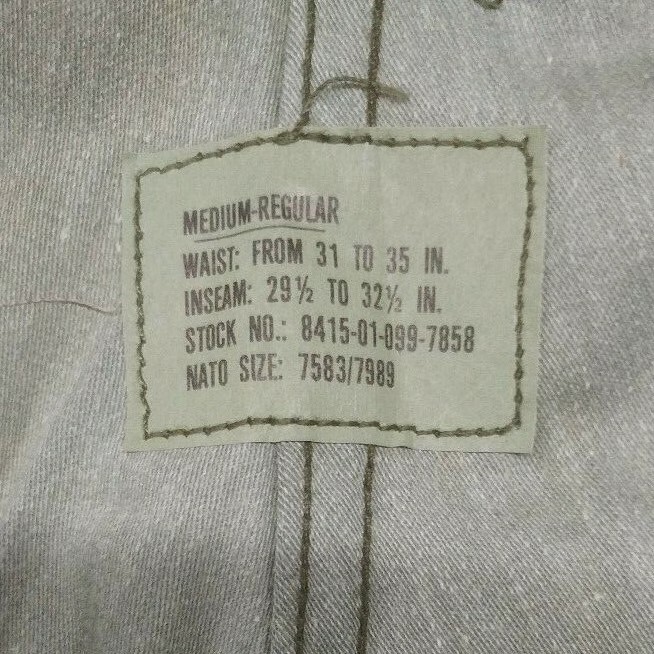 MEDIUM-REGULAR
WAIST: FROM 31 TO 35 IN.
INSEAM: 29½ TO 32½ IN.
STOCK NO.: 8415-01-099-7858
NATO SIZE: 7583/7989